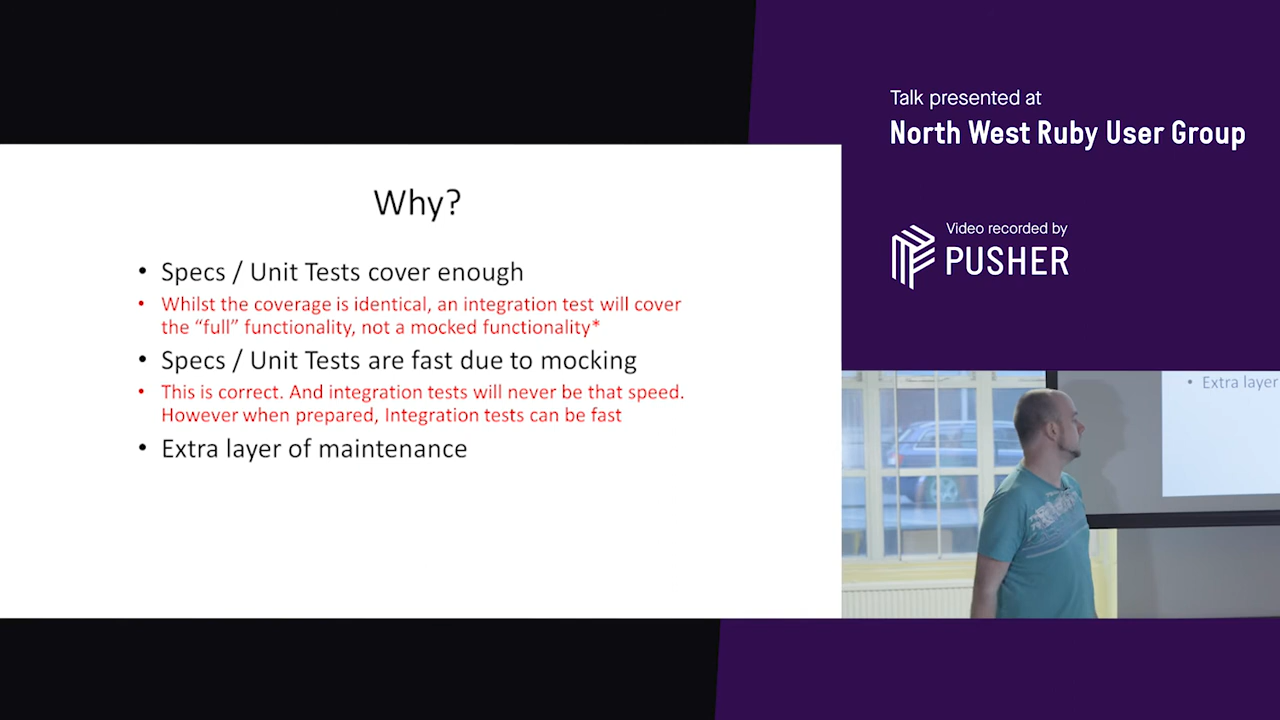 Talk presented at
North West Ruby User Group
Video recorded by
PUSHER
Why?
• Specs / Unit Tests cover enough
• Whilst the coverage is identical, an integration test will cover
the “full” functionality, not a mocked functionality*
• Specs / Unit Tests are fast due to mocking
• This is correct. And integration tests will never be that speed.
However when prepared, Integration tests can be fast
• Extra layer of maintenance
• Extra layer